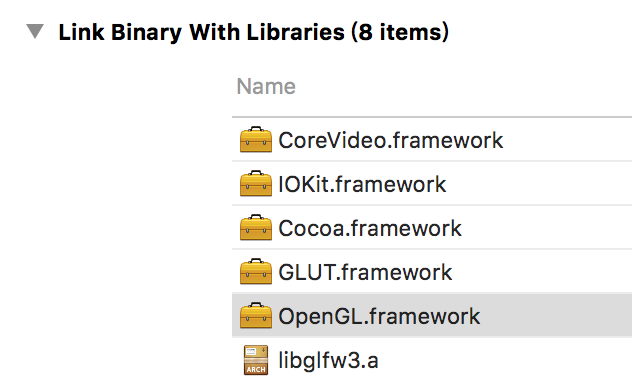 Link Binary With Libraries (8 items)
Name
CoreVideo.framework
IOKit.framework
Cocoa.framework
GLUT.framework
OpenGL.framework
ARCH libglfw3.a